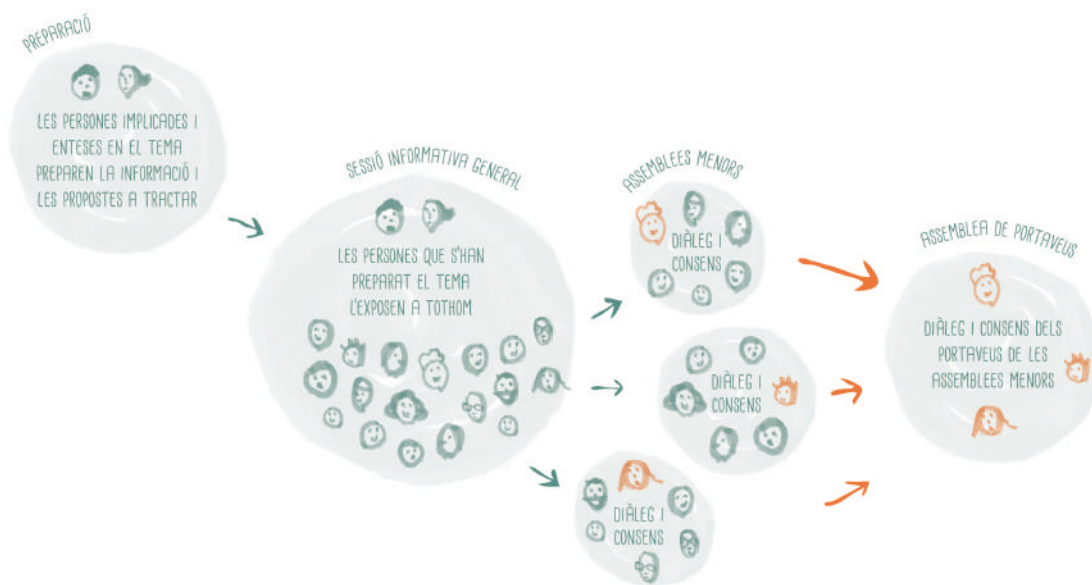 PREPARACIÓ
LES PERSONES IMPLICADES I
ENTESES EN EL TEMA
PREPAREN LA INFORMACIÓ I
LES PROPOSTES A TRACTAR
SESSIÓ INFORMATIVA GENERAL
LES PERSONES QUE S'HAN
PREPARAT EL TEMA
L'EXPOSEN A TOTHOM
ASSEMBLEES MENORS
DIÀLEG I
CONSENS
DIÀLEG I
CONSENS
DIÀLEG I
CONSENS
ASSEMBLEA DE PORTAVEUS
DIÀLEG I CONSENS DELS
PORTAVEUS DE LES
ASSEMBLEES MENORS